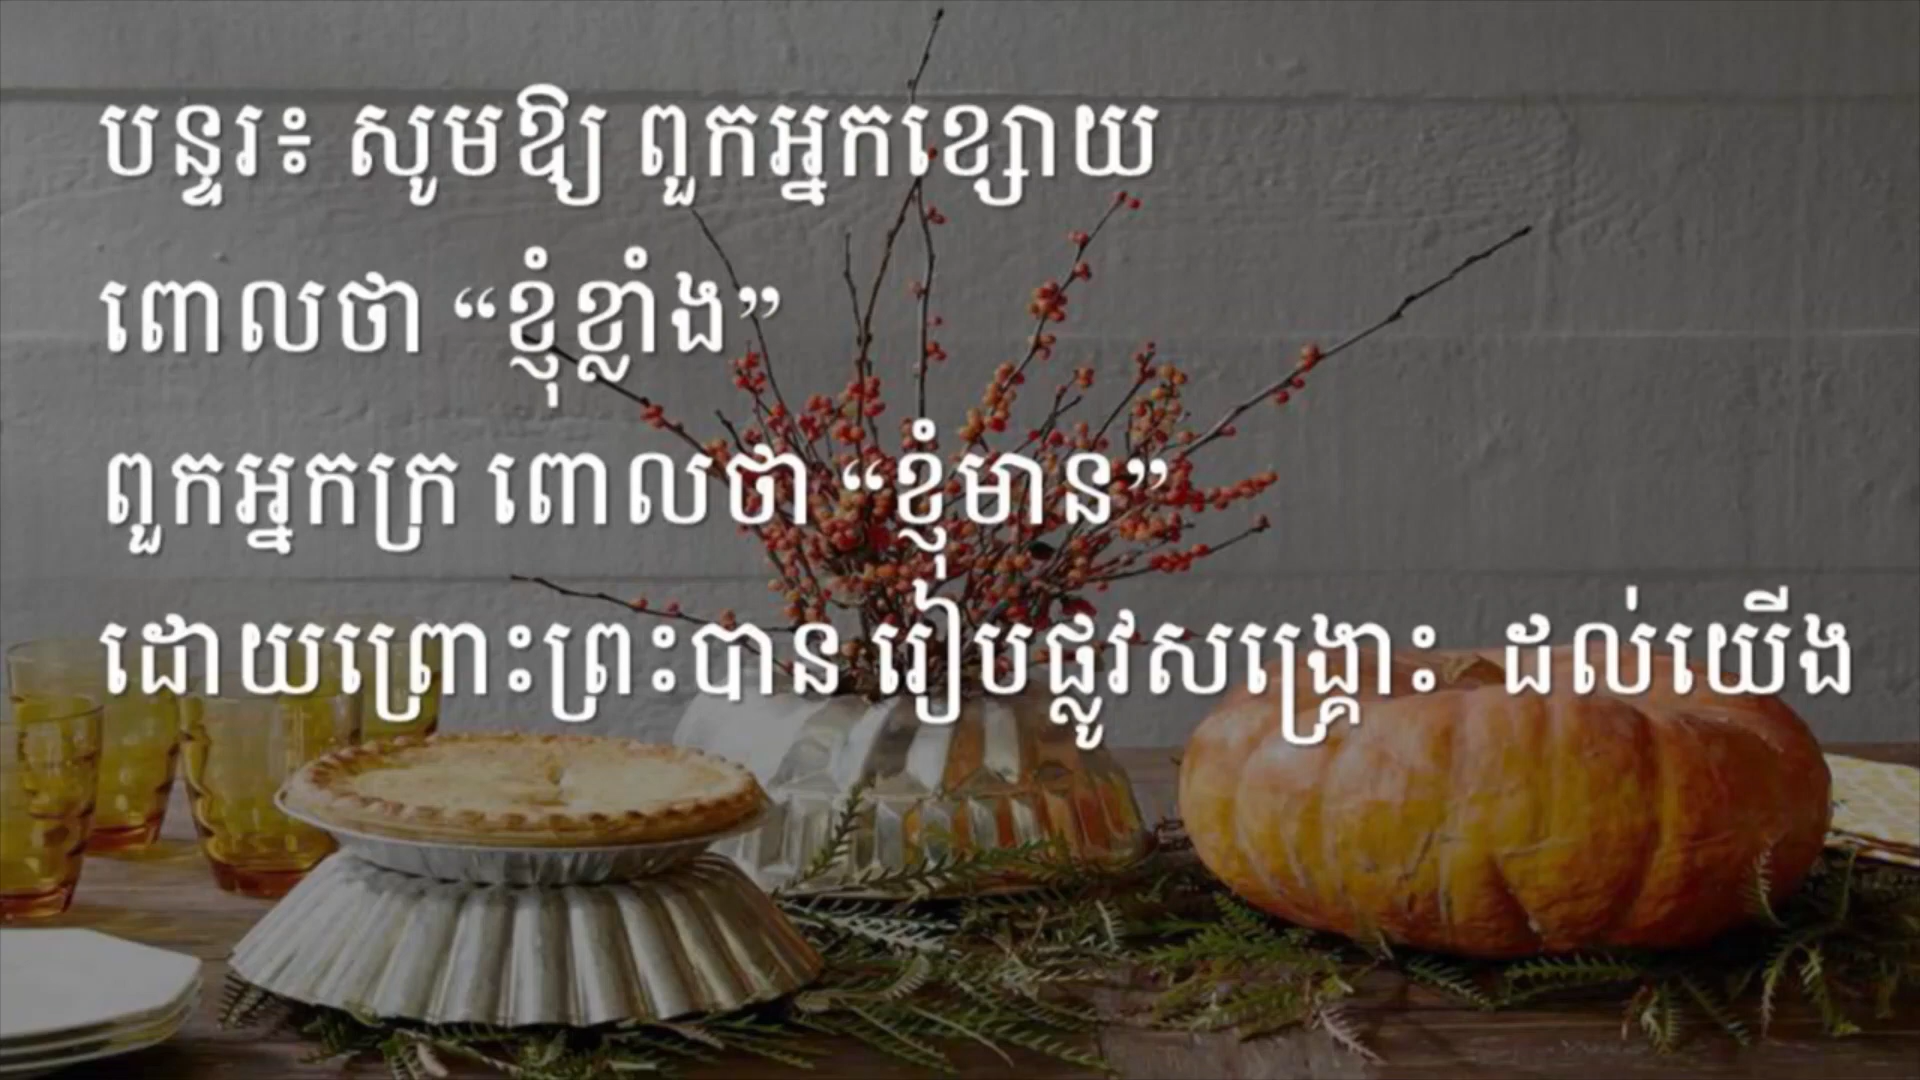 បន្ទរ៖ សូមឱ្យ ពួកអ្នកខ្សោយ
ពោលថា “ខ្ញុំខ្លាំង”
ពួកអ្នកក្រ ពោលថា “ខ្ញុំមាន”
ដោយព្រោះព្រះបាន រៀបផ្លូវសង្គ្រោះ ដល់យើង